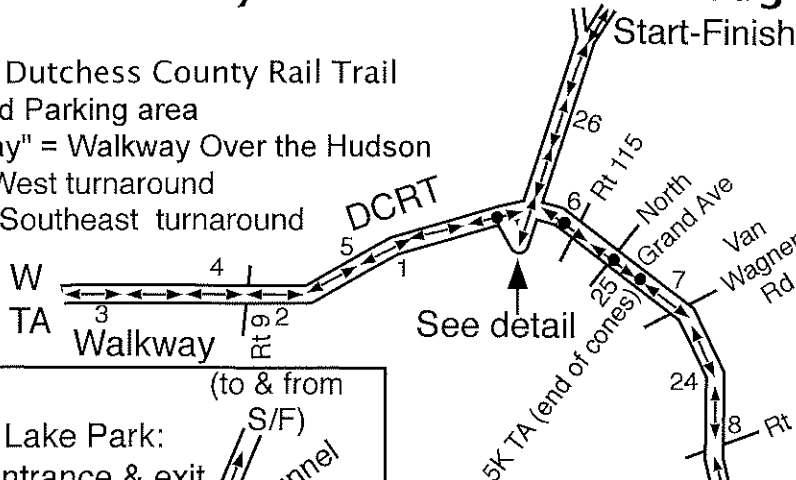 Start-Finish
Dutchess County Rail Trail
d Parking area
ay" = Walkway Over the Hudson
West turnaround
Southeast turnaround
26
Rt 115
DCRT
6
North
Grand Ave
Van
Wagner
Rd
5
1
4
7
25
W
TA
3
2
Rt 9
Walkway
See detail
5K TA (end of cones)
24
8
Rt
(to & from
S/F)
Lake Park:
ntrance & exit
nnel